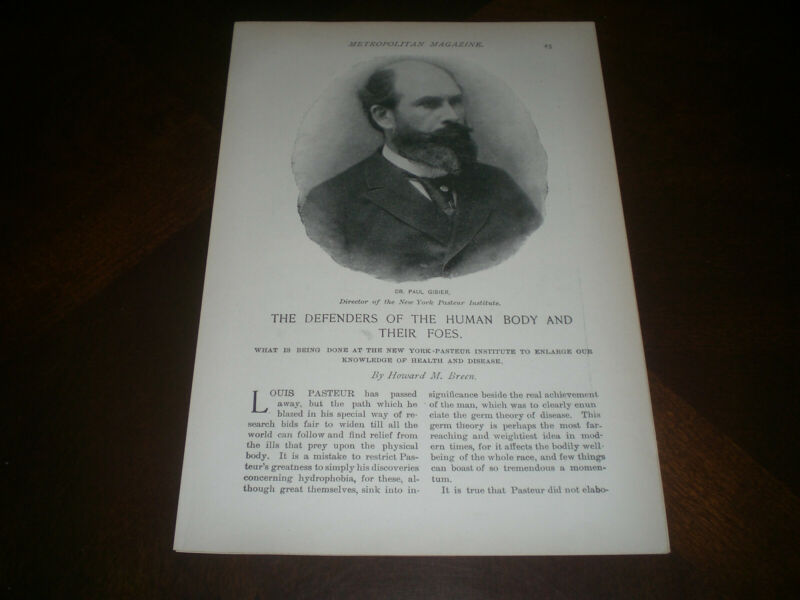 METROPOLITAN MAGAZINE.
45
DR. PAUL GIBIER,
Director of the New York Pasteur Institute.
THE DEFENDERS OF THE HUMAN BODY AND
THEIR FOES.
WHAT IS BEING DONE AT THE NEW YORK-PASTEUR INSTITUTE TO ENLARGE OUR
KNOWLEDGE OF HEALTH AND DISEASE.
By Howard M. Breen.
LOUIS PASTEUR has passed
away, but the path which he
blazed in his special way of re-
search bids fair to widen till all the
world can follow and find relief from
the ills that prey upon the physical
body. It is a mistake to restrict Pas-
teur's greatness to simply his discoveries
concerning hydrophobia, for these, al-
though great themselves, sink into in-
significance beside the real achievement
of the man, which was to clearly enun
ciate the germ theory of disease. This
germ theory is perhaps the most far-
reaching and weightiest idea in mod-
ern times, for it affects the bodily well-
being of the whole race, and few things
can boast of so tremendous a momen-
tum.
It is true that Pasteur did not elabo-